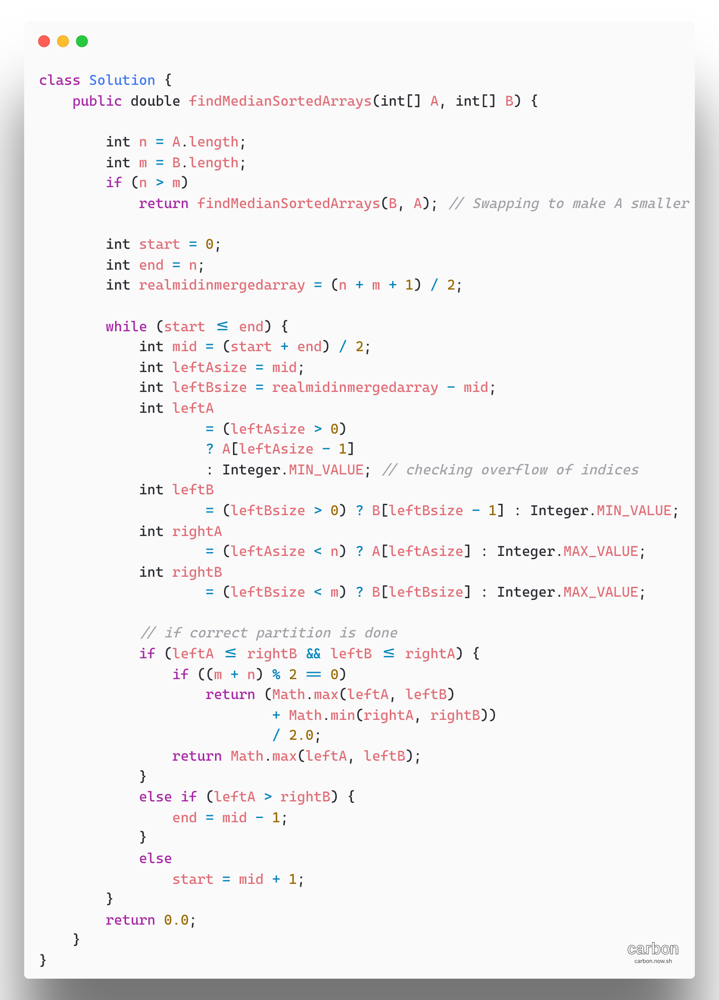 class Solution {
    public double findMedianSortedArrays(int[] A, int[] B) {

        int n = A.length;
        int m = B.length;
        if (n > m)
            return findMedianSortedArrays(B, A); // Swapping to make A smaller

        int start = 0;
        int end = n;
        int realmidinmergedarray = (n + m + 1) / 2;

        while (start <= end) {
            int mid = (start + end) / 2;
            int leftAsize = mid;
            int leftBsize = realmidinmergedarray - mid;
            int leftA
                    = (leftAsize > 0)
                    ? A[leftAsize - 1]
                    : Integer.MIN_VALUE; // checking overflow of indices
            int leftB
                    = (leftBsize > 0) ? B[leftBsize - 1] : Integer.MIN_VALUE;
            int rightA
                    = (leftAsize < n) ? A[leftAsize] : Integer.MAX_VALUE;
            int rightB
                    = (leftBsize < m) ? B[leftBsize] : Integer.MAX_VALUE;

            // if correct partition is done
            if (leftA <= rightB && leftB <= rightA) {
                if ((m + n) % 2 == 0)
                    return (Math.max(leftA, leftB)
                            + Math.min(rightA, rightB))
                            / 2.0;
                return Math.max(leftA, leftB);
            }
            else if (leftA > rightB) {
                end = mid - 1;
            }
            else
                start = mid + 1;
        }
        return 0.0;
    }
}
carbon
carbon.now.sh